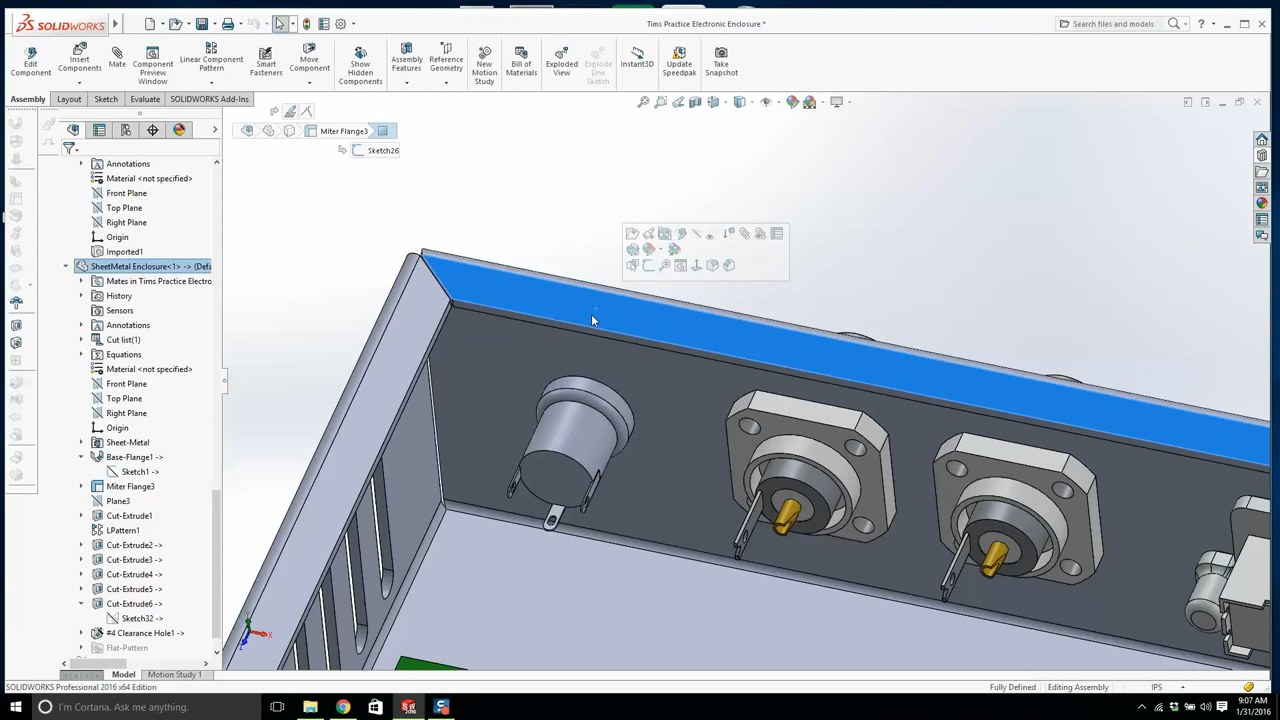 SOLIDWORKS
Tims Practice Electronic Enclosure *
Search files and models
Edit Component
Insert Components
Mate
Component Preview Window
Linear Component Pattern
Smart Fasteners
Move Component
Show Hidden Components
Assembly Features
Reference Geometry
New Motion Study
Bill of Materials
Exploded View
Explode Line Sketch
Instant3D
Update Speedpak
Take Snapshot
Assembly
Layout
Sketch
Evaluate
SOLIDWORKS Add-Ins
Miter Flange3
Sketch26
Annotations
Material <not specified>
Front Plane
Top Plane
Right Plane
Origin
Imported1
SheetMetal Enclosure<1> -> (Defa
Mates in Tims Practice Electro
History
Sensors
Annotations
Cut list(1)
Equations
Material <not specified>
Front Plane
Top Plane
Right Plane
Origin
Sheet-Metal
Base-Flange1 ->
Sketch1 ->
Miter Flange3
Plane3
Cut-Extrude1
LPattern1
Cut-Extrude2 ->
Cut-Extrude3 ->
Cut-Extrude4 ->
Cut-Extrude5 ->
Cut-Extrude6 ->
Sketch32 ->
#4 Clearance Hole1 ->
Flat-Pattern
X
Z
Model
Motion Study 1
SOLIDWORKS Professional 2016 x64 Edition
Fully Defined
Editing Assembly
IPS
I'm Cortana. Ask me anything.
9:07 AM
1/31/2016